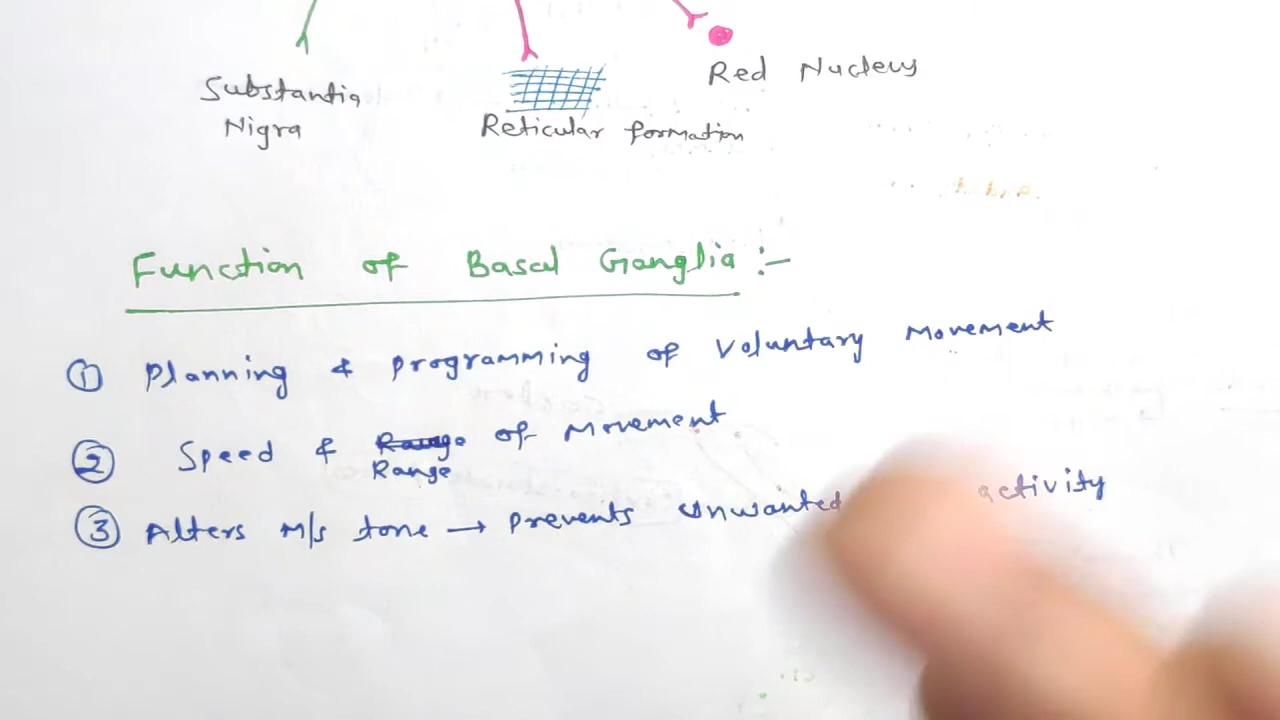 Substantia
Nigra
Reticular formation
Red Nucleus
Function of Basal Ganglia :-
① Planning & Programming of Voluntary Movement
② Speed & Range of Movement
③ Alters M/s tone → Prevents Unwanted activity